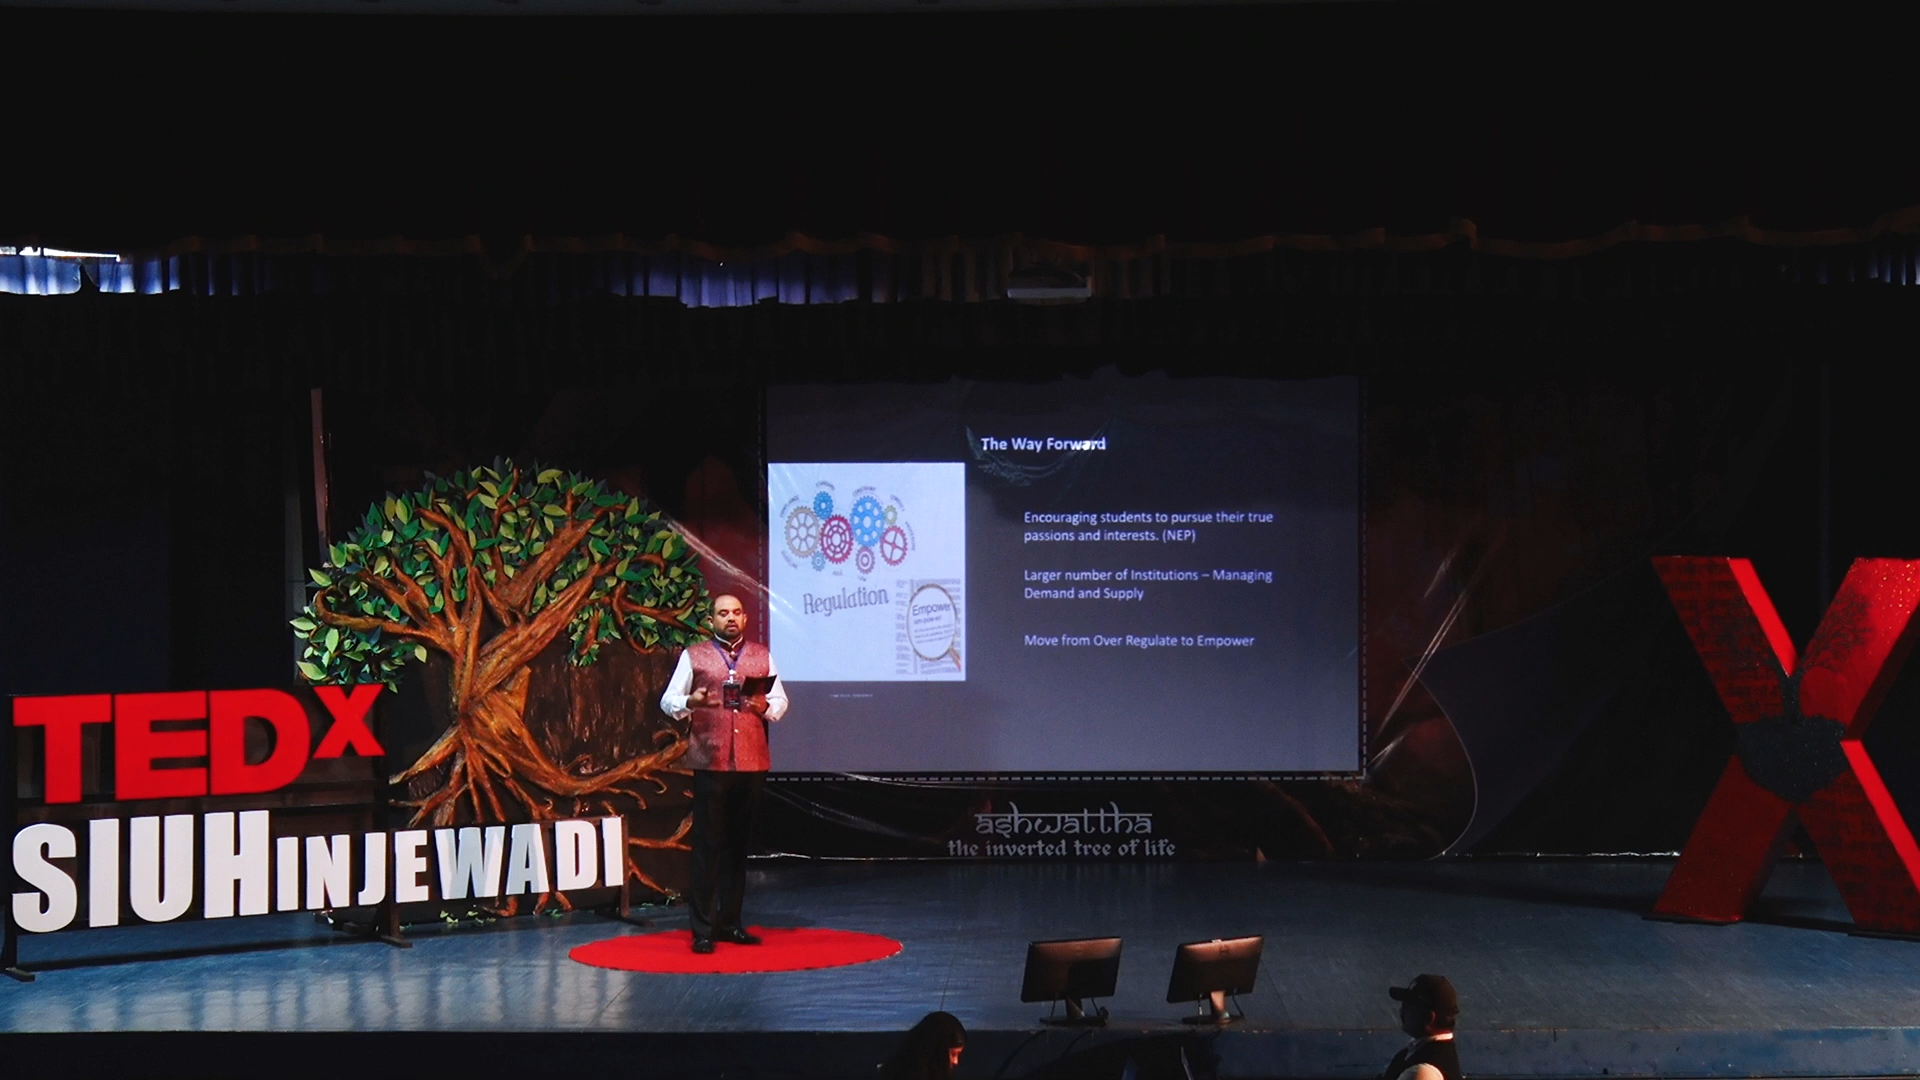 TEDx
SIUHINJEWADI
The Way Forward
Encouraging students to pursue their true
passions and interests. (NEP)
Larger number of Institutions – Managing
Demand and Supply
Move from Over Regulate to Empower
Regulation
Empower
ashwattha
the inverted tree of life
X